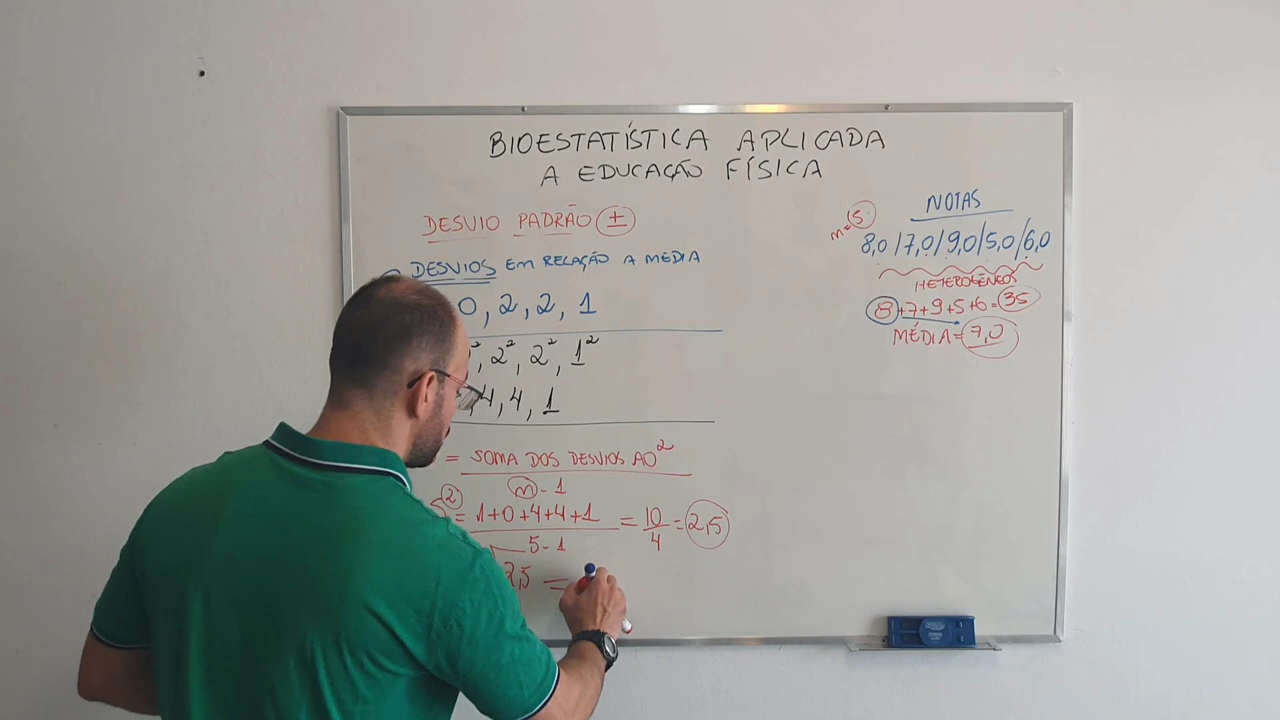 BIOESTATÍSTICA APLICADA
A EDUCAÇÃO FÍSICA
DESVIO PADRÃO ±
DESVIOS EM RELAÇÃO A MÉDIA
0, 2, 2, 1
², 2², 2², 1²
, 4, 4, 1
= SOMA DOS DESVIOS AO²
n - 1
S² = 1+0+4+4+1 = 10 = 2,5
5 - 1 4
2,5 =
NOTAS
n=5
8,0 / 7,0 / 9,0 / 5,0 / 6,0
HETEROGÊNEOS
8+7+9+5+6=35
MÉDIA=7,0